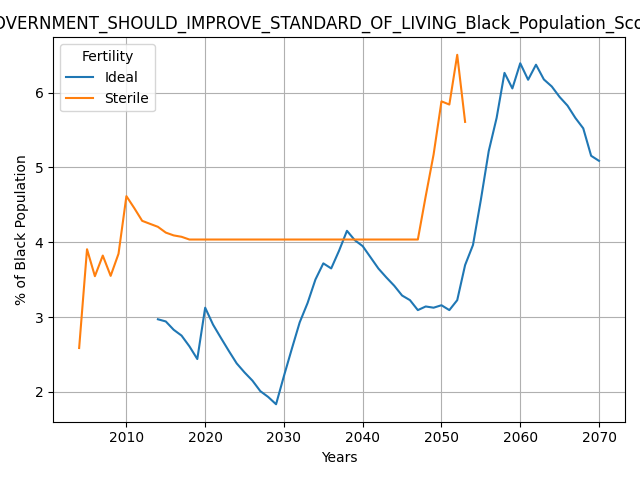 OVERNMENT_SHOULD_IMPROVE_STANDARD_OF_LIVING_Black_Population_Sco
Fertility
Ideal
Sterile
6
5
4
3
2
% of Black Population
2010 2020 2030 2040 2050 2060 2070
Years